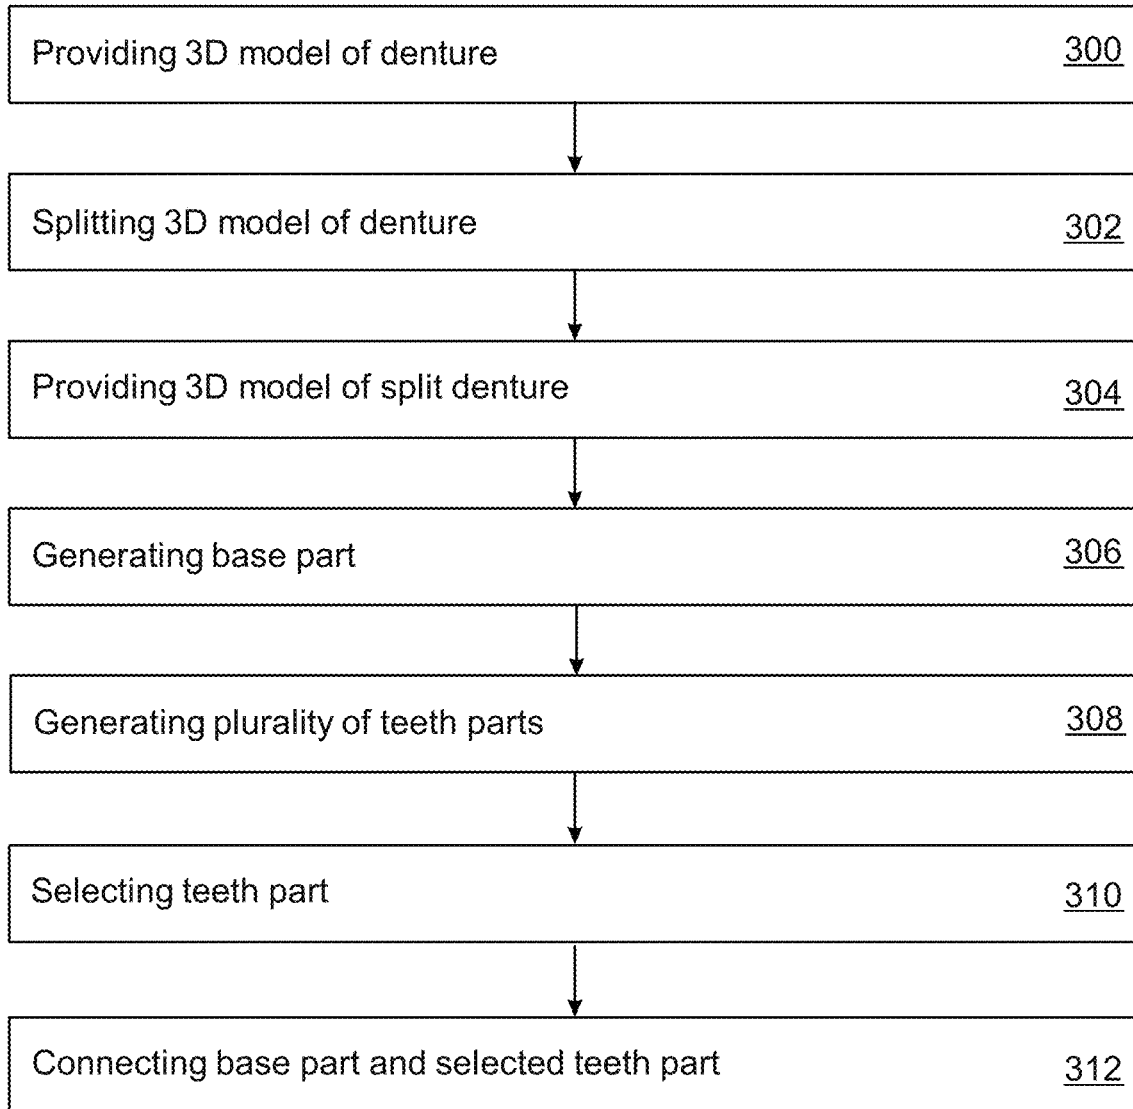 Providing 3D model of denture 300
Splitting 3D model of denture 302
Providing 3D model of split denture 304
Generating base part 306
Generating plurality of teeth parts 308
Selecting teeth part 310
Connecting base part and selected teeth part 312